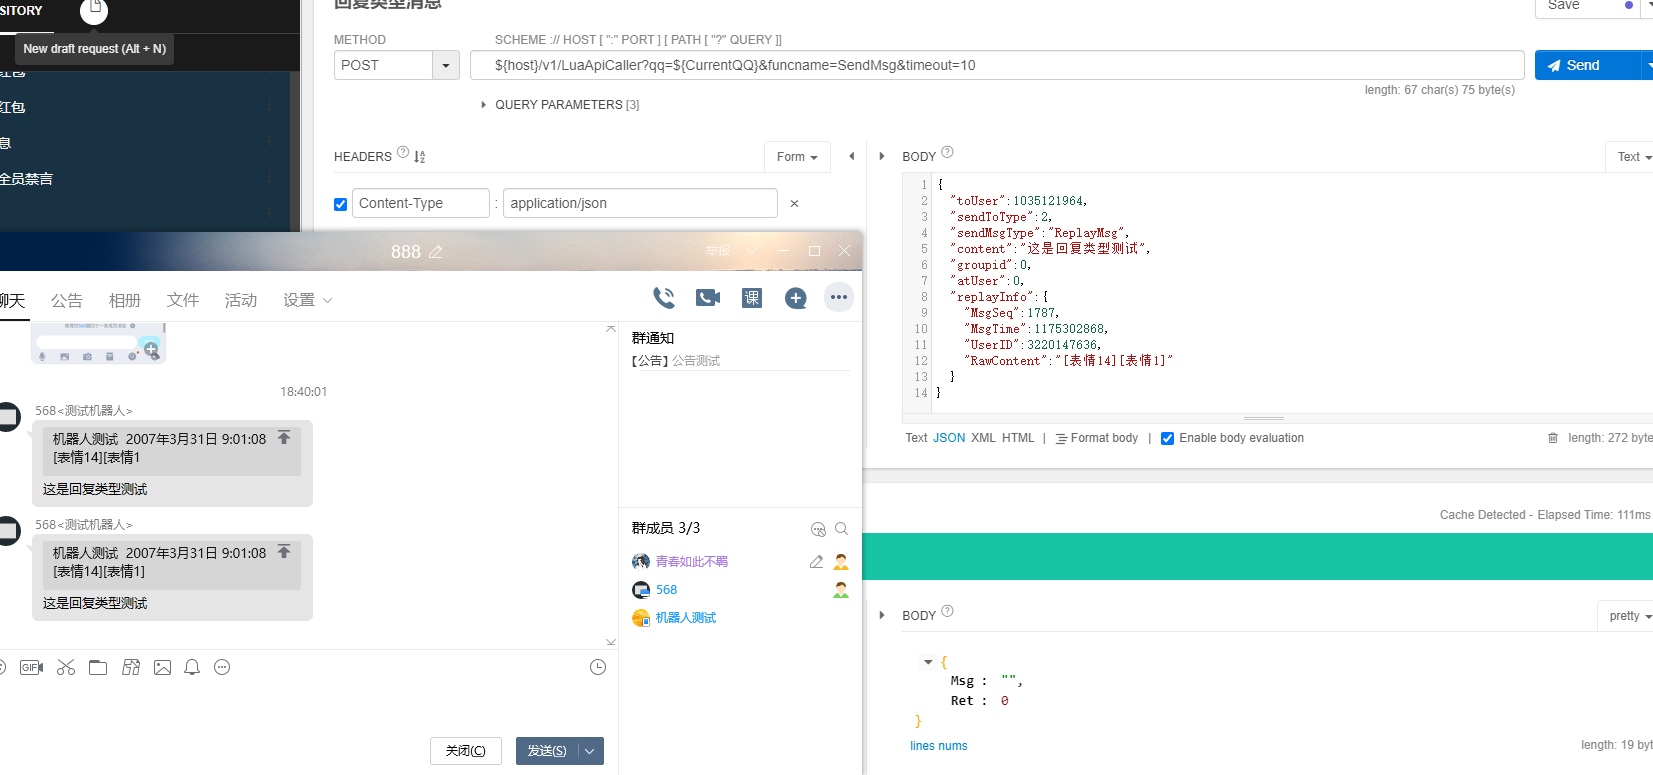 SITORY
New draft request (Alt + N)
红包
红包
息
全员禁言
回复类型消息
Save
METHOD
SCHEME :// HOST [ ":" PORT ] [ PATH [ "?" QUERY ]]
POST
${host}/v1/LuaApiCaller?qq=${CurrentQQ}&funcname=SendMsg&timeout=10
Send
length: 67 char(s) 75 byte(s)
QUERY PARAMETERS [3]
HEADERS
Form
Content-Type : application/json
BODY
Text
1 {
2 "toUser":1035121964,
3 "sendToType":2,
4 "sendMsgType":"ReplayMsg",
5 "content":"这是回复类型测试",
6 "groupid":0,
7 "atUser":0,
8 "replayInfo":{
9 "MsgSeq":1787,
10 "MsgTime":1175302868,
11 "UserID":3220147636,
12 "RawContent":"[表情14][表情1]"
13 }
14 }
Text JSON XML HTML | Format body | Enable body evaluation
length: 272 byte
Cache Detected - Elapsed Time: 111ms
BODY
pretty
{
Msg : "",
Ret : 0
}
lines nums
length: 19 byt
888
举报
聊天 公告 相册 文件 活动 设置
课
18:40:01
568<测试机器人>
机器人测试 2007年3月31日 9:01:08
[表情14][表情1
这是回复类型测试
568<测试机器人>
机器人测试 2007年3月31日 9:01:08
[表情14][表情1]
这是回复类型测试
群通知
【公告】公告测试
群成员 3/3
青春如此不羁
568
机器人测试
GIF
关闭(C)
发送(S)